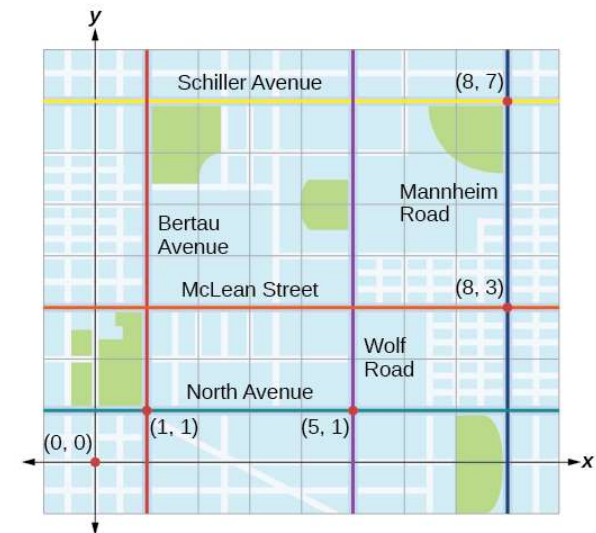 y
Schiller Avenue
(8, 7)
Mannheim
Road
Bertau
Avenue
McLean Street
(8, 3)
Wolf
Road
North Avenue
(0, 0)
(1, 1)
(5, 1)
x